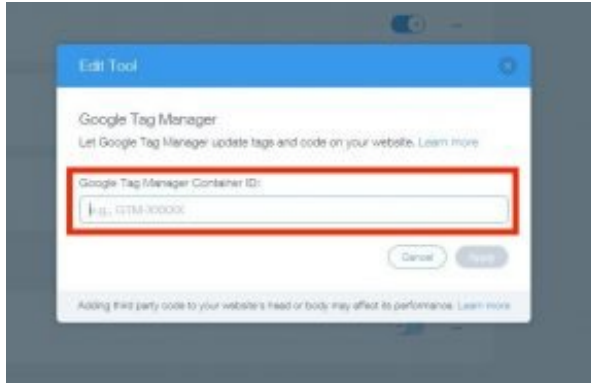 Edit Tool
Google Tag Manager
Let Google Tag Manager update tags and code on your website. Learn more
Google Tag Manager Container ID:
e.g., GTM-XXXXX
Cancel
Adding third party code to your website's head or body may affect its performance. Learn more